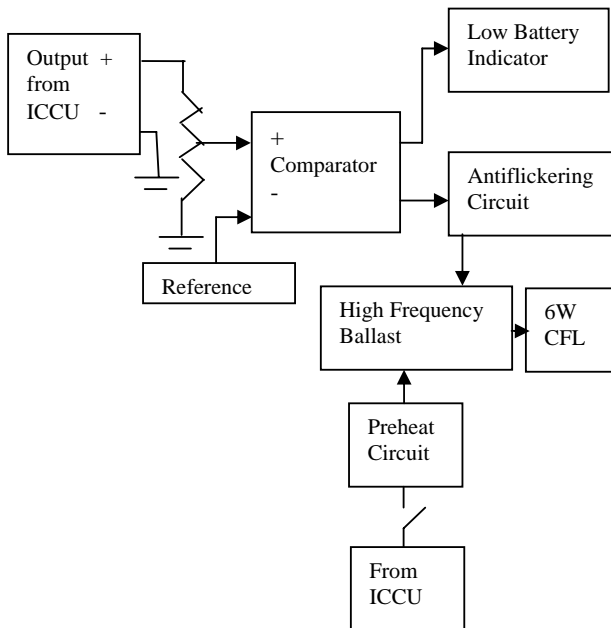 Output +
from
ICCU -
Low Battery
Indicator
+
Comparator
-
Antiflickering
Circuit
Reference
High Frequency
Ballast
6W
CFL
Preheat
Circuit
From
ICCU